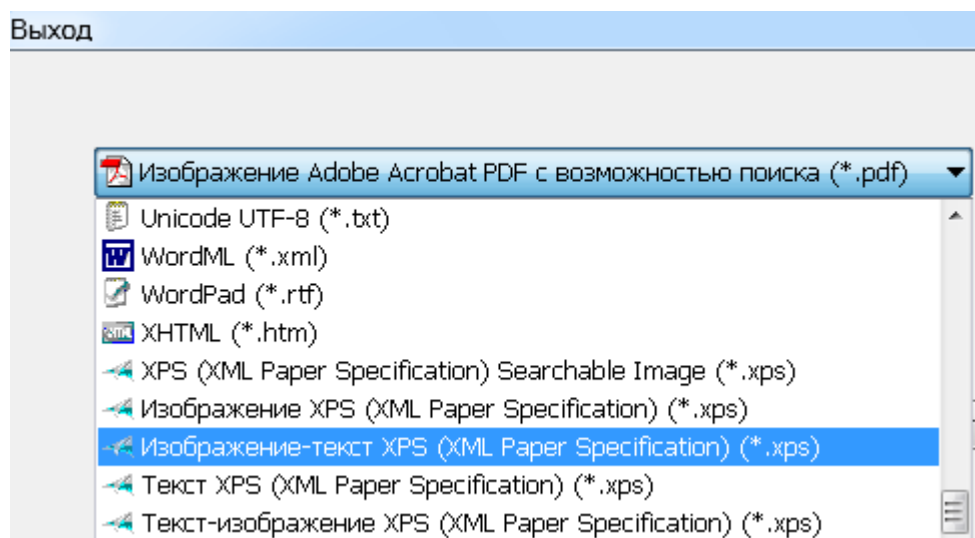 Выход
Изображение Adobe Acrobat PDF с возможностью поиска (*.pdf)
Unicode UTF-8 (*.txt)
WordML (*.xml)
WordPad (*.rtf)
XHTML (*.htm)
XPS (XML Paper Specification) Searchable Image (*.xps)
Изображение XPS (XML Paper Specification) (*.xps)
Изображение-текст XPS (XML Paper Specification) (*.xps)
Текст XPS (XML Paper Specification) (*.xps)
Текст-изображение XPS (XML Paper Specification) (*.xps)